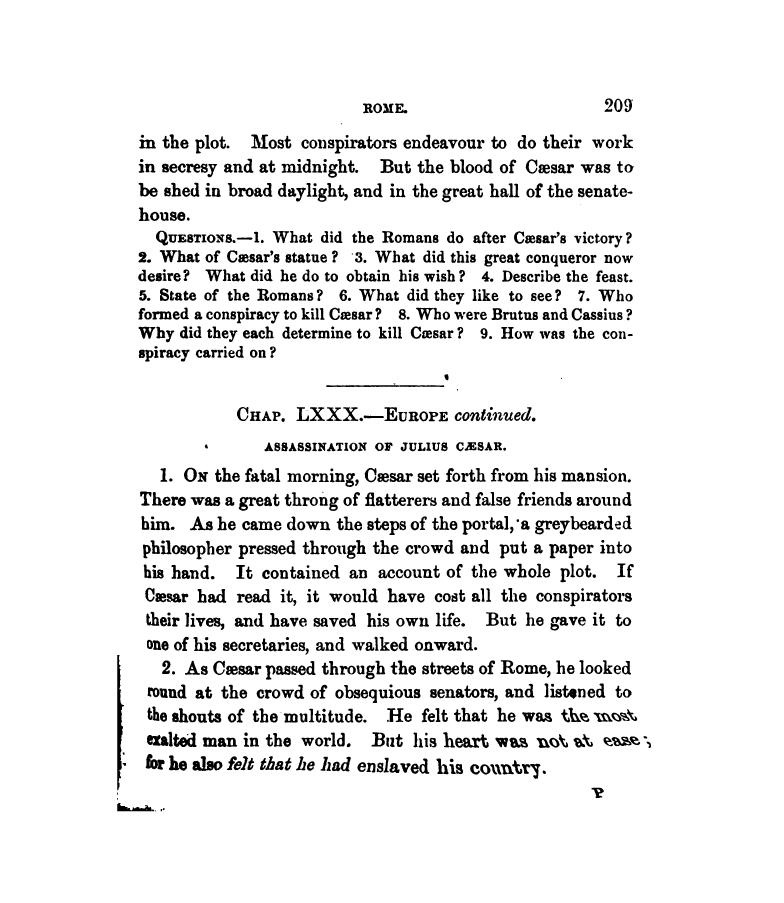 ROME. 209
in the plot. Most conspirators endeavour to do their work
in secresy and at midnight. But the blood of Cæsar was to
be shed in broad daylight, and in the great hall of the senate-
house.
QUESTIONS.—1. What did the Romans do after Cæsar's victory?
2. What of Cæsar's statue? 3. What did this great conqueror now
desire? What did he do to obtain his wish? 4. Describe the feast.
5. State of the Romans? 6. What did they like to see? 7. Who
formed a conspiracy to kill Cæsar? 8. Who were Brutus and Cassius?
Why did they each determine to kill Cæsar? 9. How was the con-
spiracy carried on?
CHAP. LXXX.—EUROPE continued.
ASSASSINATION OF JULIUS CÆSAR.
1. ON the fatal morning, Cæsar set forth from his mansion.
There was a great throng of flatterers and false friends around
him. As he came down the steps of the portal, a greybearded
philosopher pressed through the crowd and put a paper into
his hand. It contained an account of the whole plot. If
Cæsar had read it, it would have cost all the conspirators
their lives, and have saved his own life. But he gave it to
one of his secretaries, and walked onward.
2. As Cæsar passed through the streets of Rome, he looked
round at the crowd of obsequious senators, and listened to
the shouts of the multitude. He felt that he was the most
exalted man in the world. But his heart was not at ease;
for he also felt that he had enslaved his country.
P